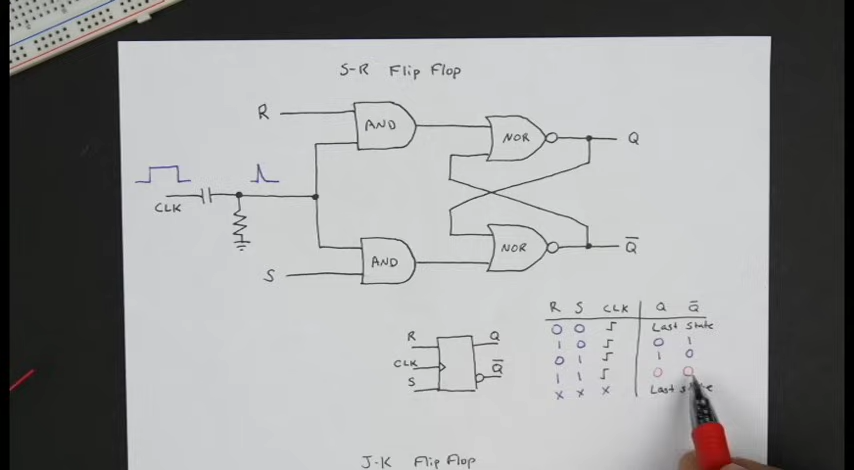 S-R Flip Flop
R
AND
NOR
Q
CLK
AND
NOR
Q̅
S
R S CLK Q Q̅
0 0 Last State
1 0 0 1
0 1 1 0
1 1 0 0
X X X Last
R Q
CLK Q̅
S
J-K Flip Flop